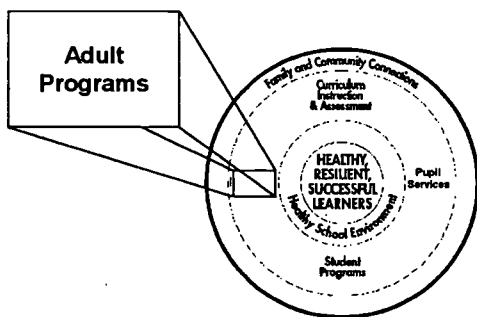 Adult
Programs
Family and Community Connections
Curriculum
Instruction
& Assessment
HEALTHY,
RESILIENT,
SUCCESSFUL
LEARNERS
Pupil
Services
Healthy School Environment
Student
Programs